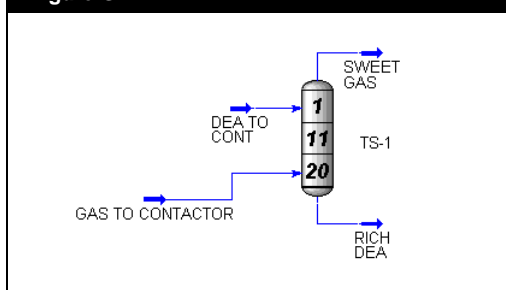 SWEET
GAS
DEA TO
CONT
1
11
20
TS-1
GAS TO CONTACTOR
RICH
DEA